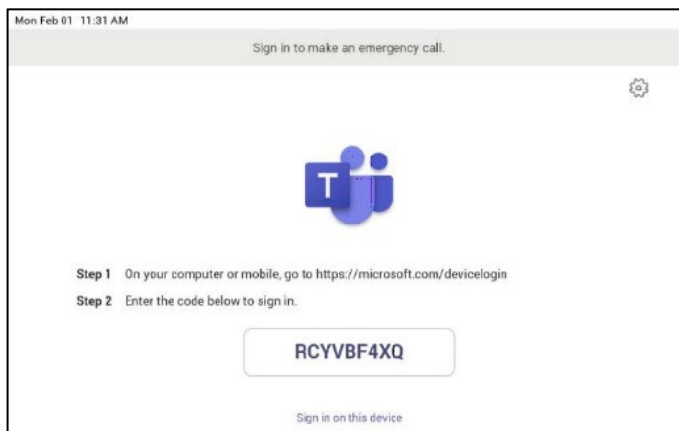 Mon Feb 01 11:31 AM
Sign in to make an emergency call.
T
Step 1 On your computer or mobile, go to https://microsoft.com/devicelogin
Step 2 Enter the code below to sign in.
RCYVBF4XQ
Sign in on this device